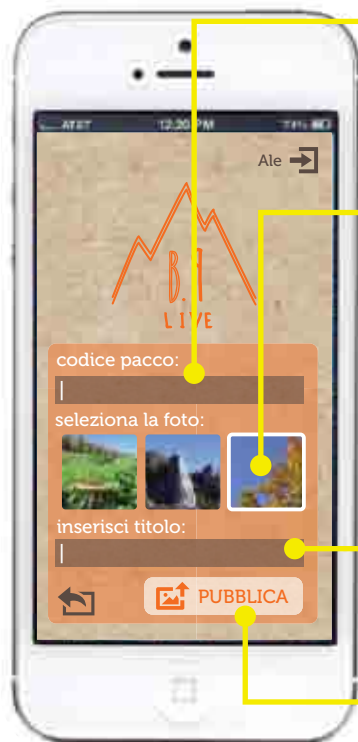 AT&T 12:20 PM
Ale
B.A
LIVE
codice pacco:
seleziona la foto:
inserisci titolo:
PUBBLICA